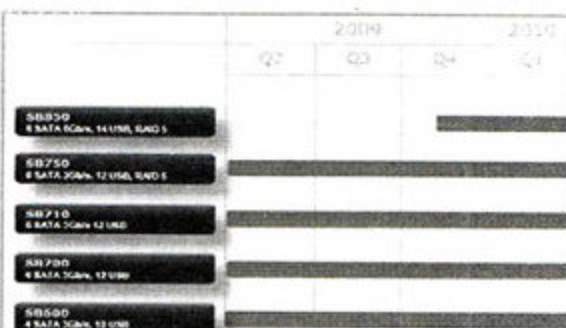 2009 2010
Q2 Q3 Q4 Q1
SB850
6 SATA 6Gb/s, 14 USB, RAID 5
SB750
6 SATA 3Gb/s, 12 USB, RAID 5
SB710
6 SATA 3Gb/s 12 USB
SB700
6 SATA 3Gb/s, 12 USB
SB600
4 SATA 3Gb/s, 10 USB